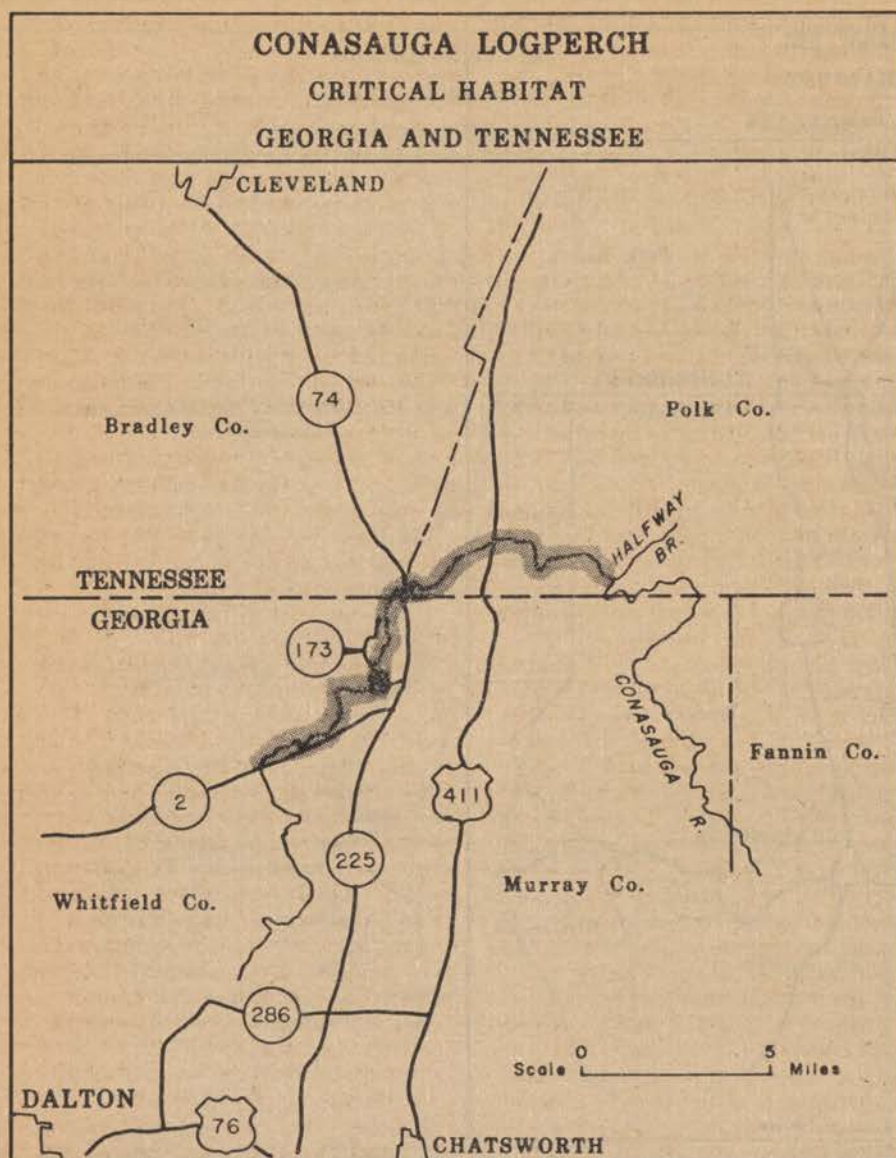 CONASAUGA LOGPERCH
CRITICAL HABITAT
GEORGIA AND TENNESSEE
CLEVELAND
74
Bradley Co.
Polk Co.
HALFWAY
BR.
TENNESSEE
GEORGIA
173
CONASAUGA
R.
Fannin Co.
2
411
225
Whitfield Co.
Murray Co.
286
Scale 0 5 Miles
DALTON
76
CHATSWORTH